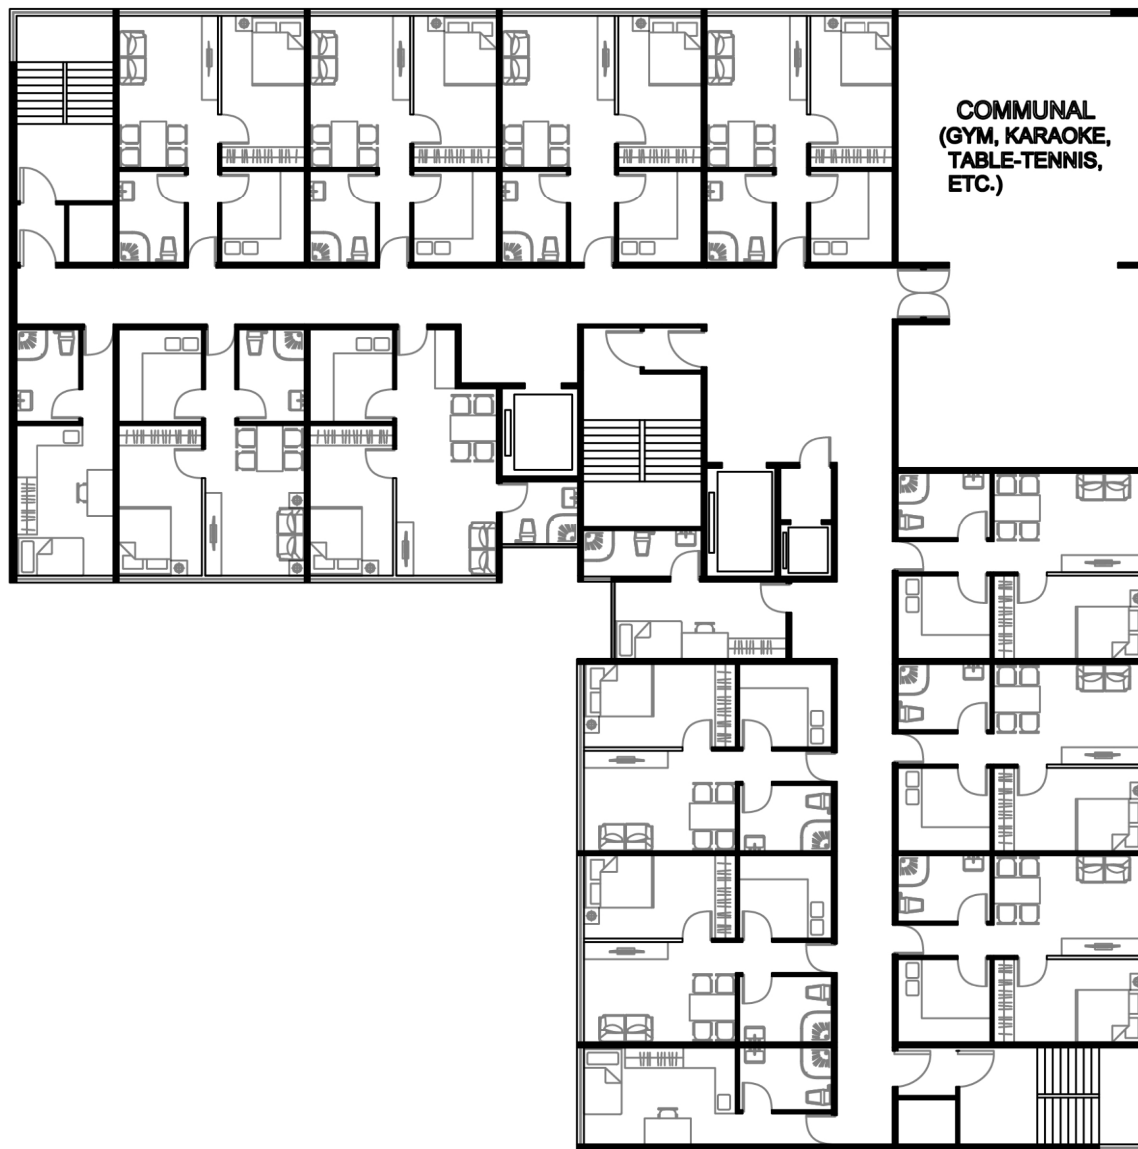 COMMUNAL
(GYM, KARAOKE,
TABLE-TENNIS,
ETC.)